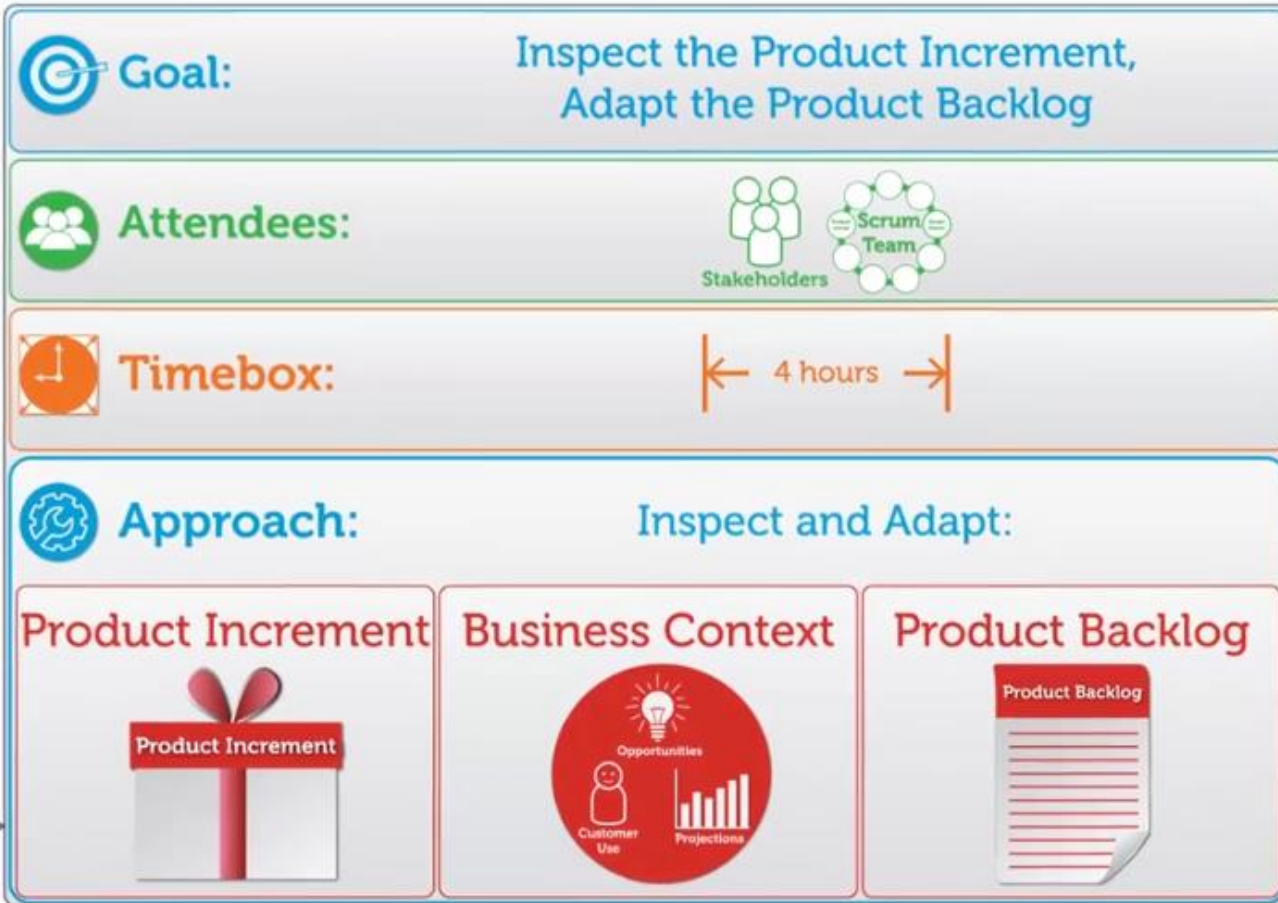 Goal:
Inspect the Product Increment,
Adapt the Product Backlog
Attendees:
Stakeholders
Scrum
Team
Timebox:
4 hours
Approach:
Inspect and Adapt:
Product Increment
Product Increment
Business Context
Opportunities
Customer
Use
Projections
Product Backlog
Product Backlog